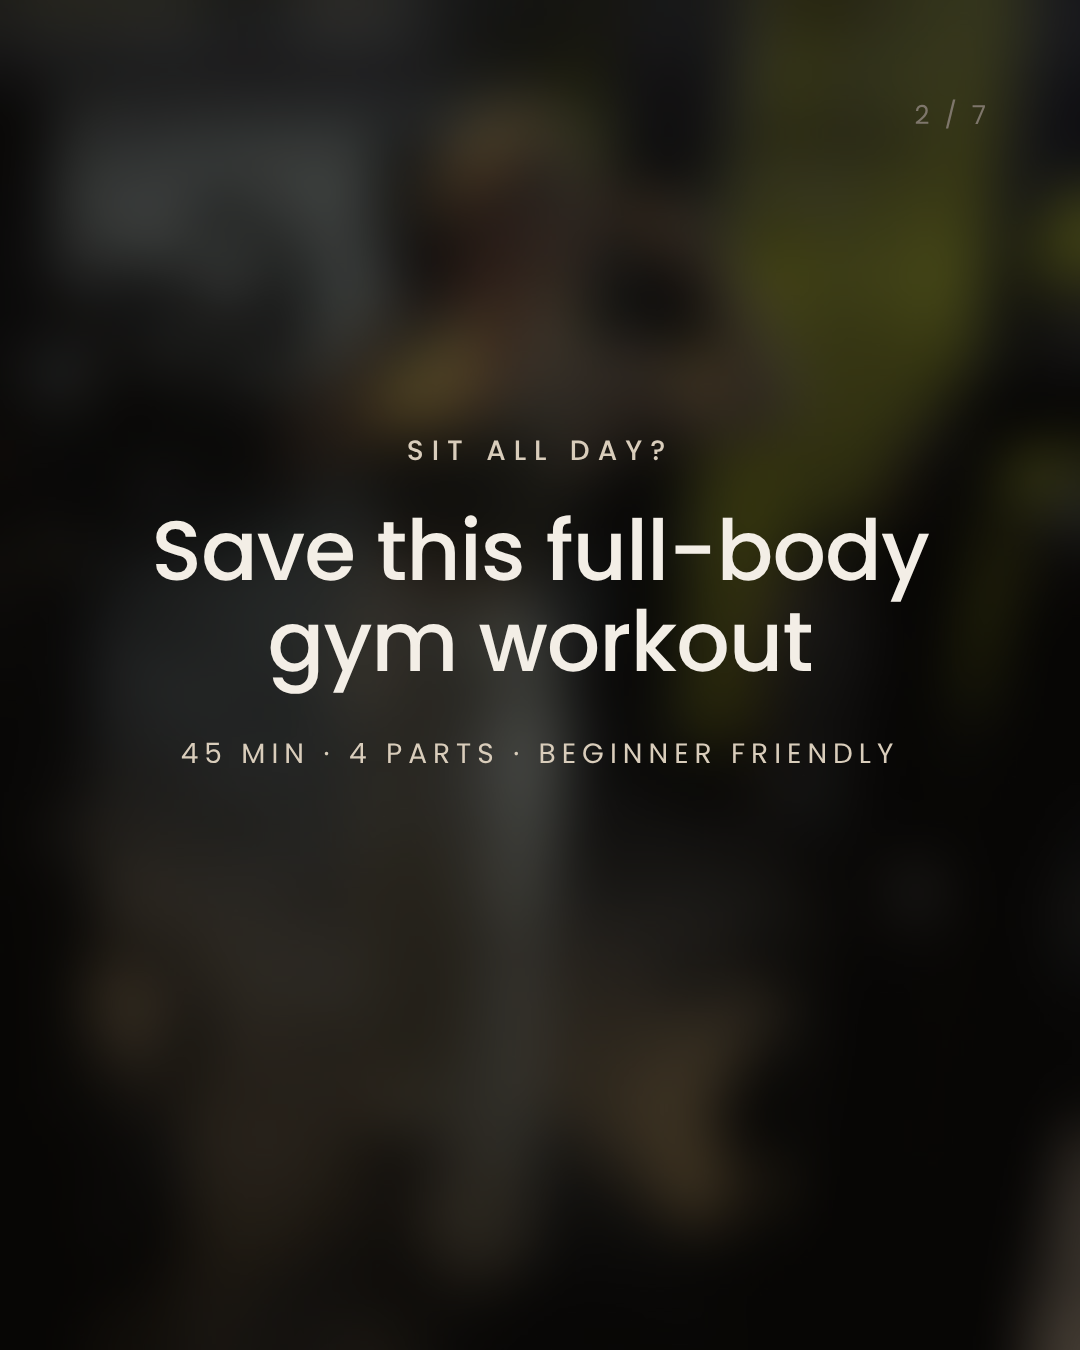 2 / 7
SIT ALL DAY?
Save this full-body
gym workout
45 MIN · 4 PARTS · BEGINNER FRIENDLY